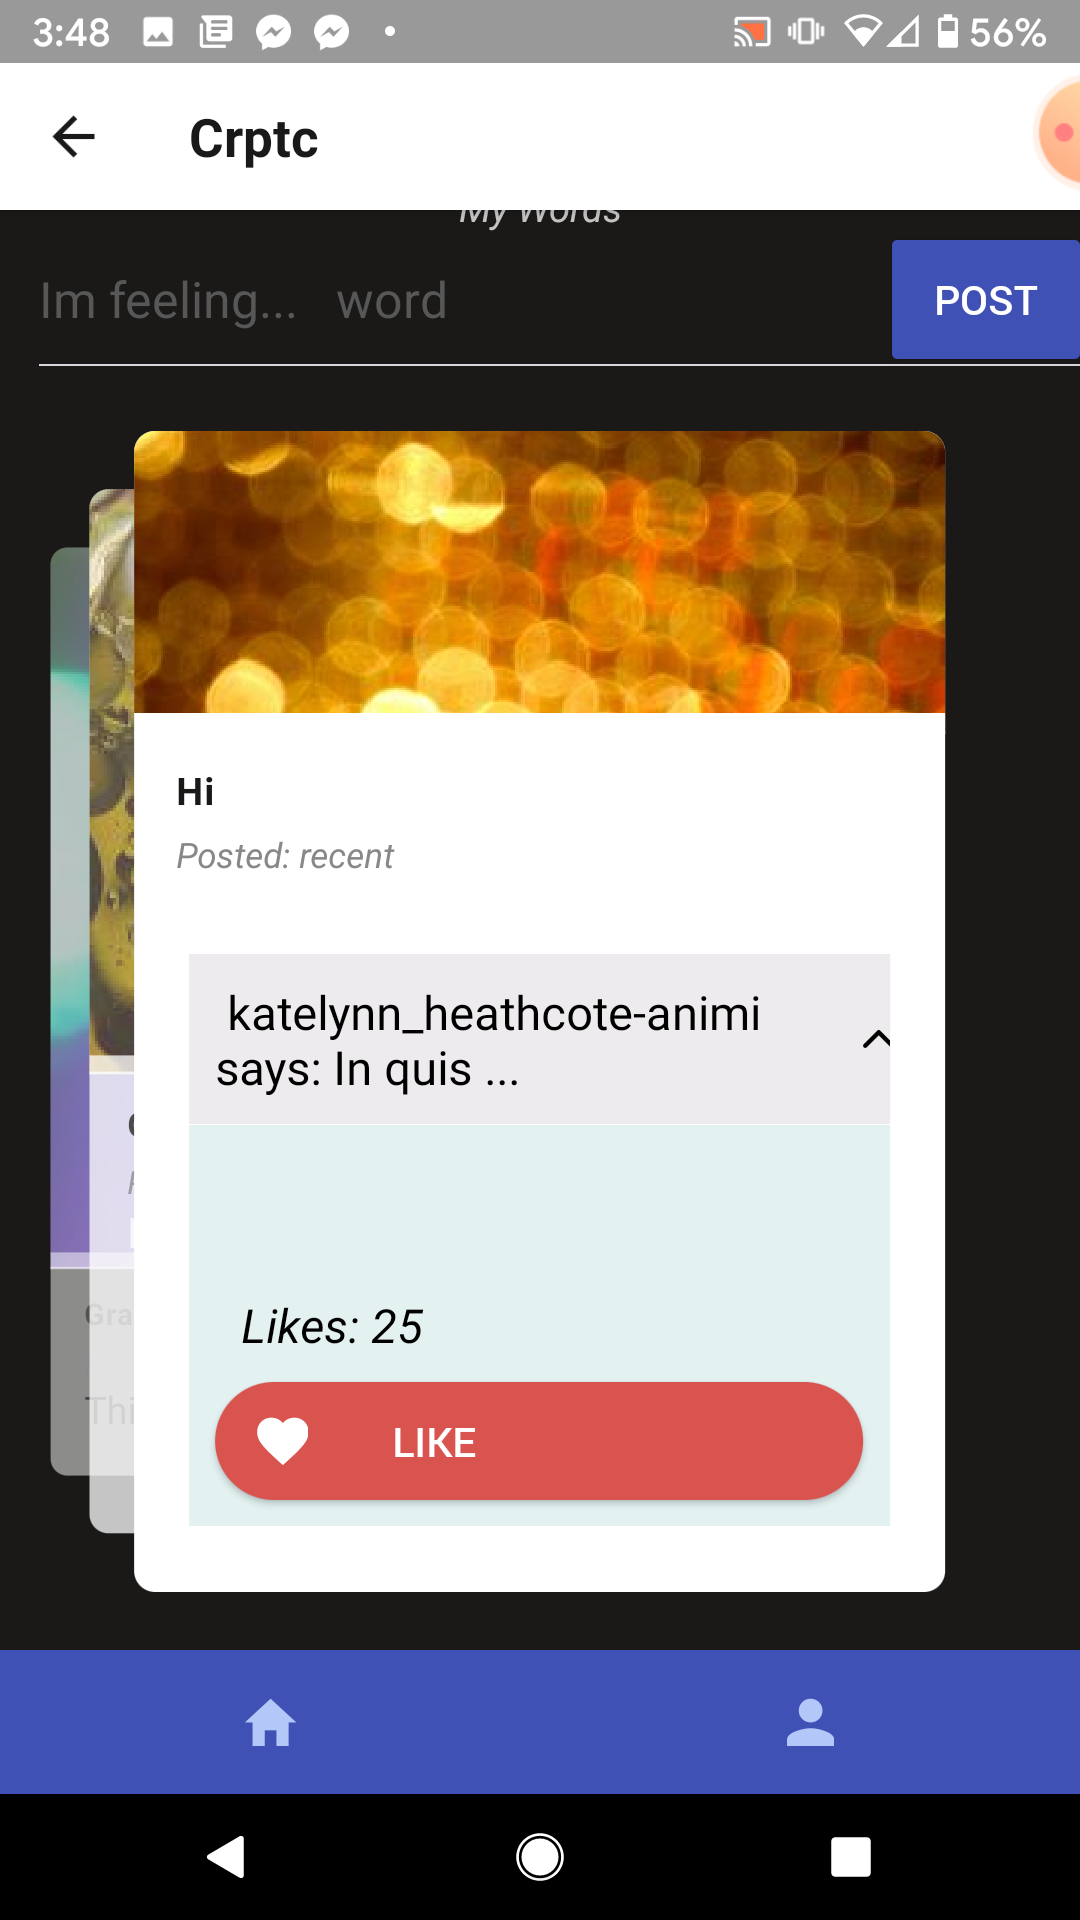 3:48
56%
Crptc
My Words
Im feeling... word
POST
Hi
Posted: recent
katelynn_heathcote-animi
says: In quis ...
Gra
Thi
Likes: 25
LIKE